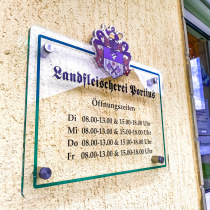 Landfleischerei Portius
Öffnungszeiten
Di 08.00-13.00 & 15.00-18.00 Uhr
Mi 08.00-13.00 & 15.00-18.00 Uhr
Do 08.00-13.00 & 15.00-18.00 Uhr
Fr 08.00-13.00 & 15.00-18.00 Uhr